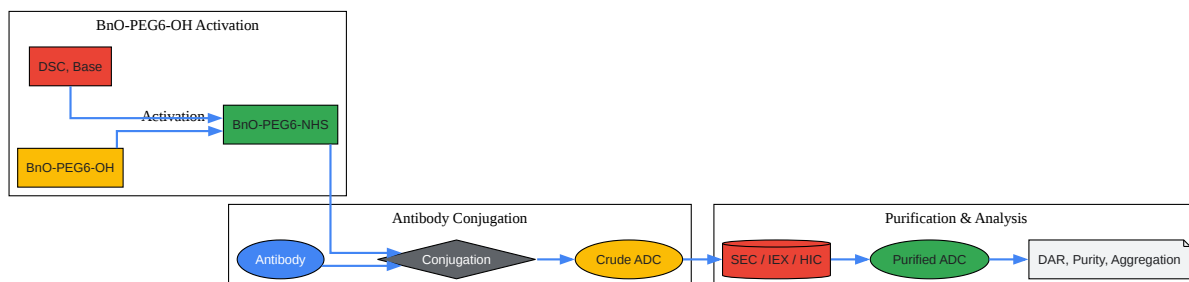 BnO-PEG6-OH Activation
DSC, Base
Activation
BnO-PEG6-NHS
BnO-PEG6-OH
Antibody Conjugation
Antibody
Conjugation
Crude ADC
Purification & Analysis
SEC / IEX / HIC
Purified ADC
DAR, Purity, Aggregation